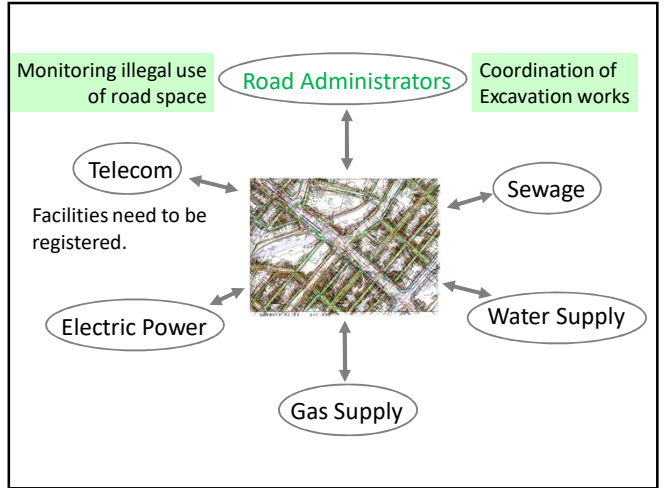 Monitoring illegal use
of road space
Road Administrators
Coordination of
Excavation works
Telecom
Sewage
Facilities need to be
registered.
Electric Power
Water Supply
Gas Supply